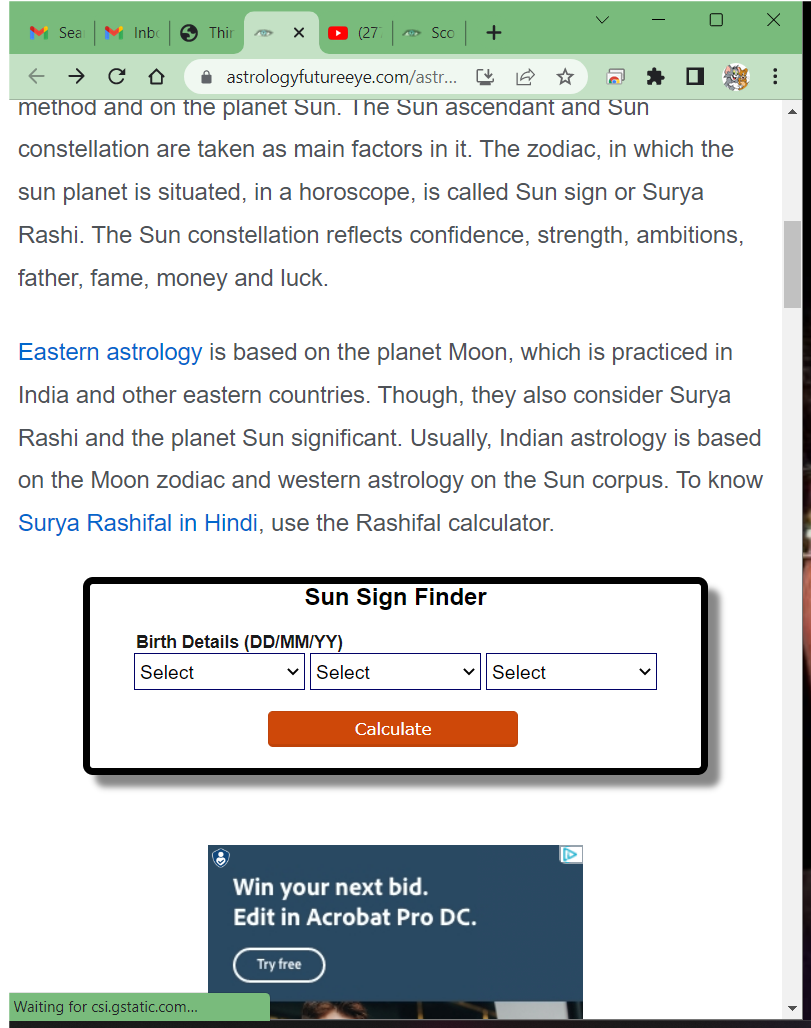 Sea
Inbo
Thir
(27
Sco
astrologyfutureeye.com/astr...
method and on the planet Sun. The Sun ascendant and Sun
constellation are taken as main factors in it. The zodiac, in which the
sun planet is situated, in a horoscope, is called Sun sign or Surya
Rashi. The Sun constellation reflects confidence, strength, ambitions,
father, fame, money and luck.
Eastern astrology is based on the planet Moon, which is practiced in
India and other eastern countries. Though, they also consider Surya
Rashi and the planet Sun significant. Usually, Indian astrology is based
on the Moon zodiac and western astrology on the Sun corpus. To know
Surya Rashifal in Hindi, use the Rashifal calculator.
Sun Sign Finder
Birth Details (DD/MM/YY)
Select Select Select
Calculate
Win your next bid.
Edit in Acrobat Pro DC.
Try free
Waiting for csi.gstatic.com...